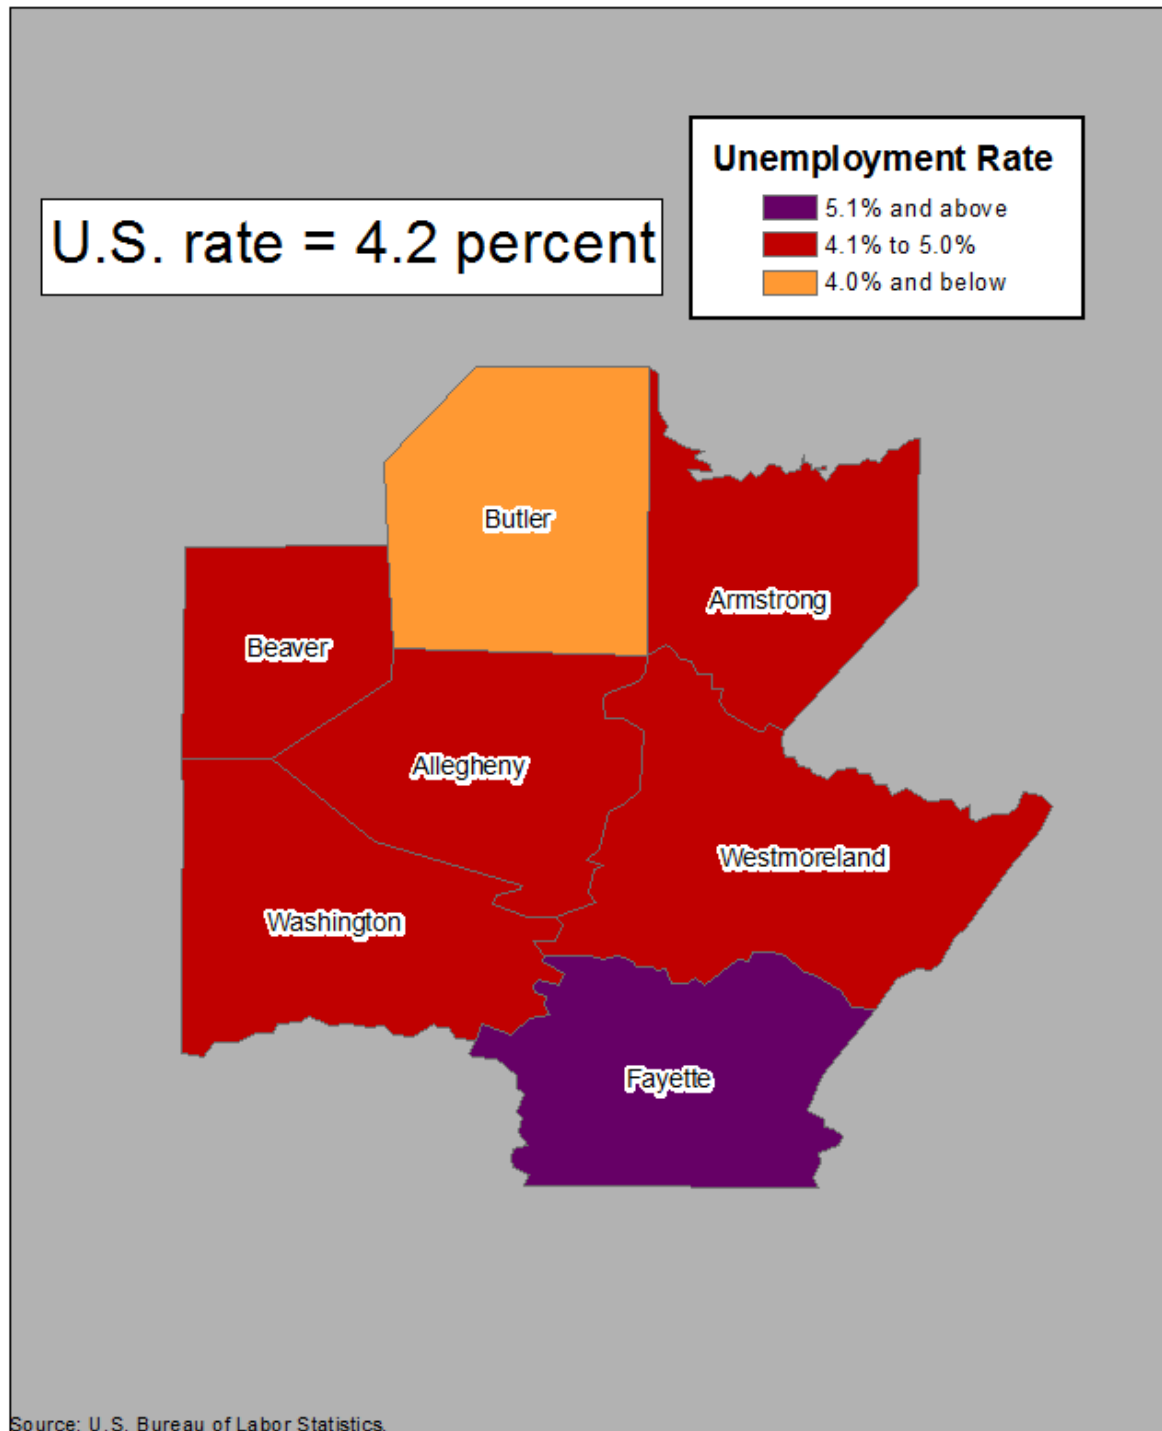 Unemployment Rate
5.1% and above
U.S. rate = 4.2 percent
4.1% to 5.0%
4.0% and below
Butler
Armstrong
Beaver
Allegheny
Westmoreland
Washington
Fayette
Source: U.S. Bureau of Labor Statistics.